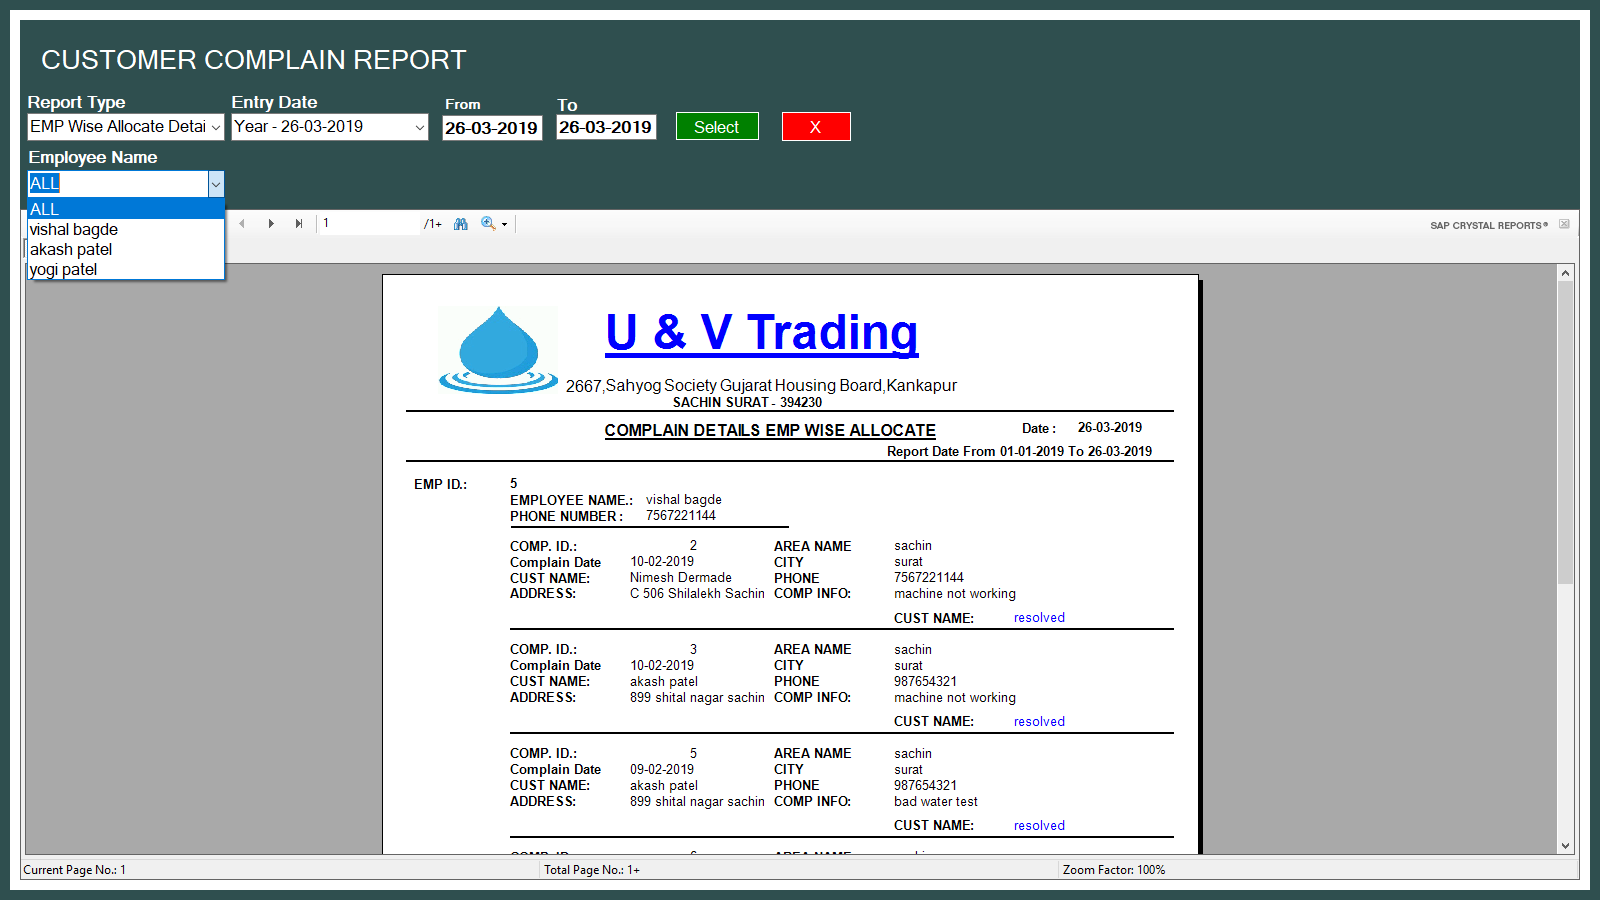 CUSTOMER COMPLAIN REPORT
Report Type Entry Date From To
EMP Wise Allocate Detai Year - 26-03-2019 26-03-2019 26-03-2019 Select X
Employee Name
ALL
ALL
vishal bagde
akash patel
yogi patel
1 /1+ SAP CRYSTAL REPORTS®
U & V Trading
2667,Sahyog Society Gujarat Housing Board,Kankapur
SACHIN SURAT - 394230
COMPLAIN DETAILS EMP WISE ALLOCATE Date : 26-03-2019
Report Date From 01-01-2019 To 26-03-2019
EMP ID.: 5
EMPLOYEE NAME.: vishal bagde
PHONE NUMBER : 7567221144
COMP. ID.: 2 AREA NAME sachin
Complain Date 10-02-2019 CITY surat
CUST NAME: Nimesh Dermade PHONE 7567221144
ADDRESS: C 506 Shilalekh Sachin COMP INFO: machine not working
CUST NAME: resolved
COMP. ID.: 3 AREA NAME sachin
Complain Date 10-02-2019 CITY surat
CUST NAME: akash patel PHONE 987654321
ADDRESS: 899 shital nagar sachin COMP INFO: machine not working
CUST NAME: resolved
COMP. ID.: 5 AREA NAME sachin
Complain Date 09-02-2019 CITY surat
CUST NAME: akash patel PHONE 987654321
ADDRESS: 899 shital nagar sachin COMP INFO: bad water test
CUST NAME: resolved
Current Page No.: 1 Total Page No.: 1+ Zoom Factor: 100%